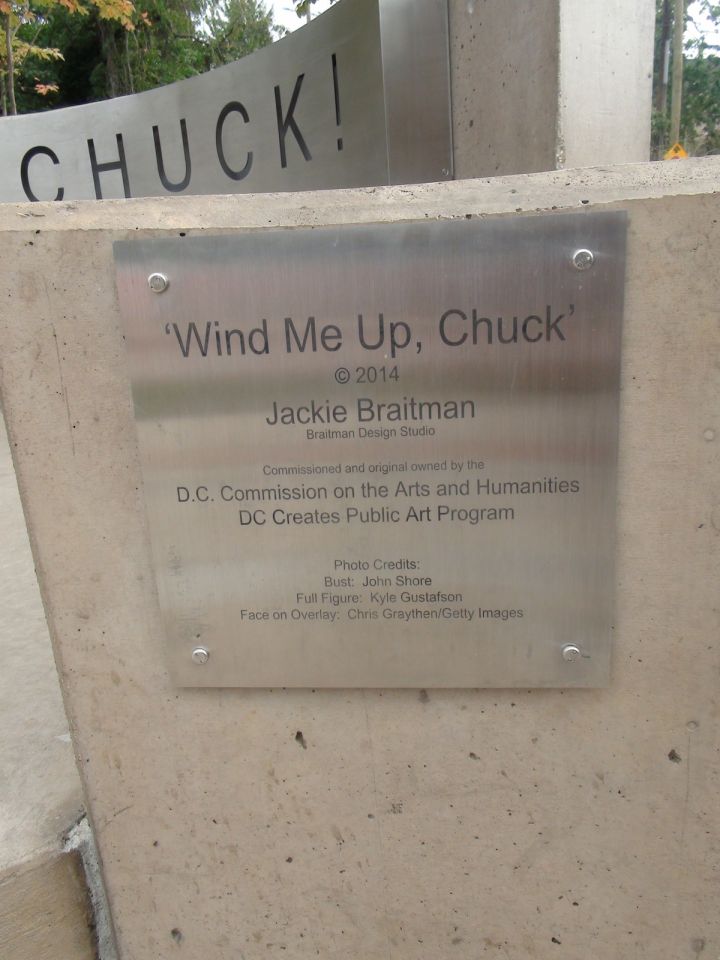 CHUCK!
‘Wind Me Up, Chuck’
© 2014
Jackie Braitman
Braitman Design Studio
Commissioned and original owned by the
D.C. Commission on the Arts and Humanities
DC Creates Public Art Program
Photo Credits:
Bust: John Shore
Full Figure: Kyle Gustafson
Face on Overlay: Chris Graythen/Getty Images